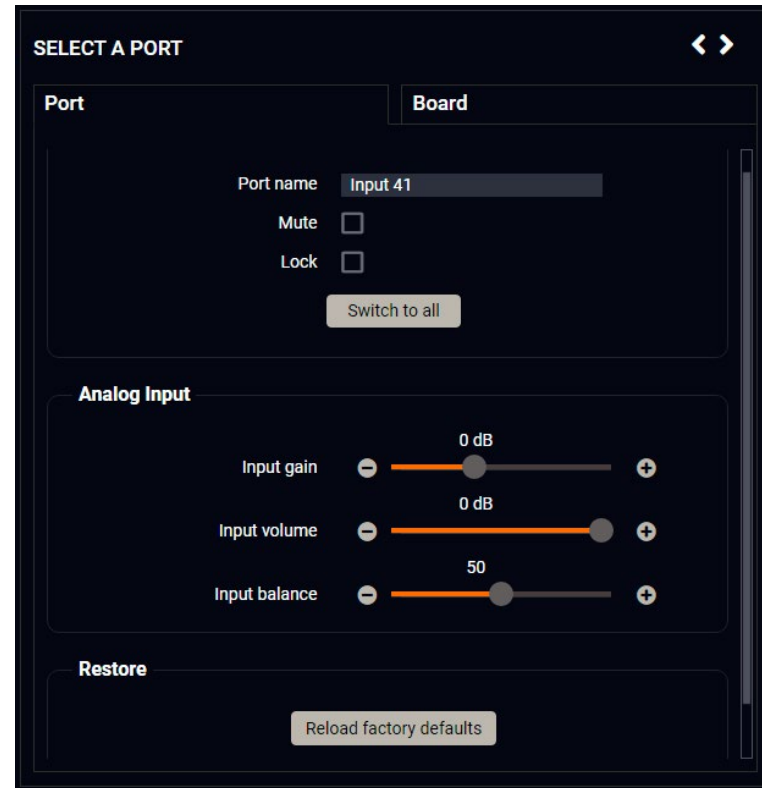 SELECT A PORT
Port
Board
Port name
Input 41
Mute
Lock
Switch to all
Analog Input
0 dB
Input gain
0 dB
Input volume
50
Input balance
Restore
Reload factory defaults